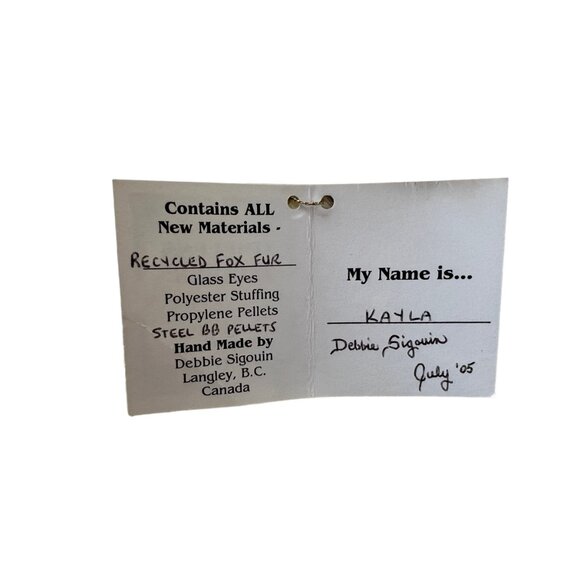 Contains ALL
New Materials -
RECYCLED FOX FUR
Glass Eyes
Polyester Stuffing
Propylene Pellets
STEEL BB PELLETS
Hand Made by
Debbie Sigouin
Langley, B.C.
Canada
My Name is...
KAYLA
Debbie Sigouin
July '05